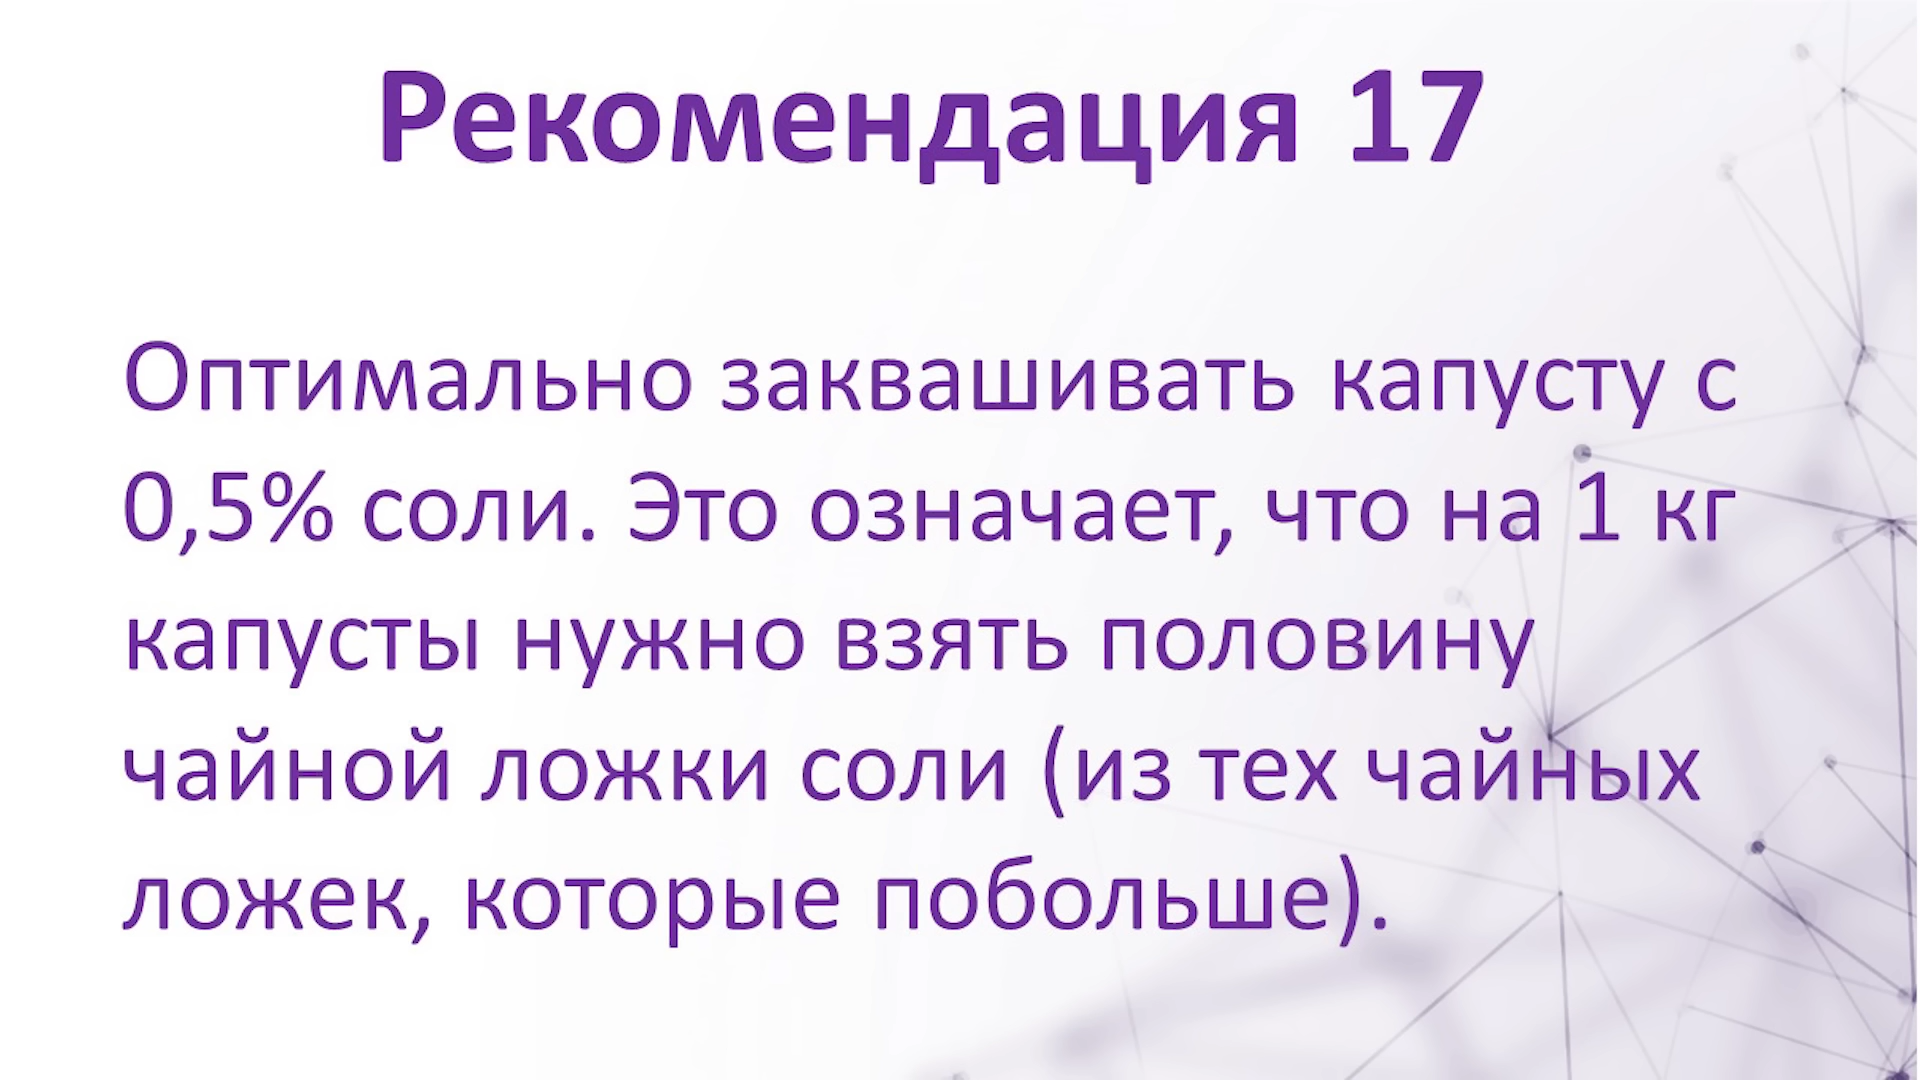 Рекомендация 17
Оптимально заквашивать капусту с
0,5% соли. Это означает, что на 1 кг
капусты нужно взять половину
чайной ложки соли (из тех чайных
ложек, которые побольше).